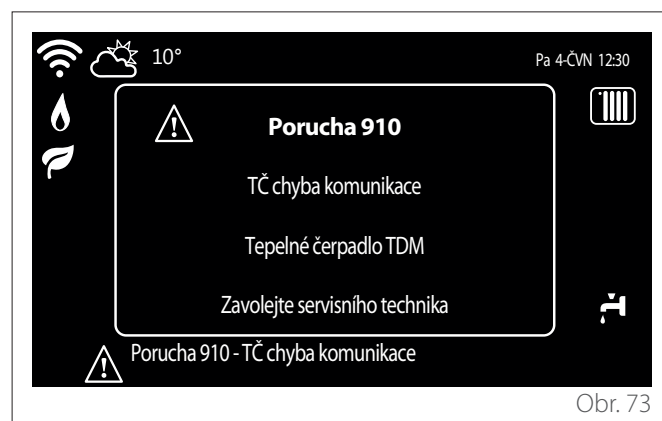 10°
Pa 4-ČVN 12:30
Porucha 910
TČ chyba komunikace
Tepelné čerpadlo TDM
Zavolejte servisního technika
Porucha 910 - TČ chyba komunikace
Obr. 73